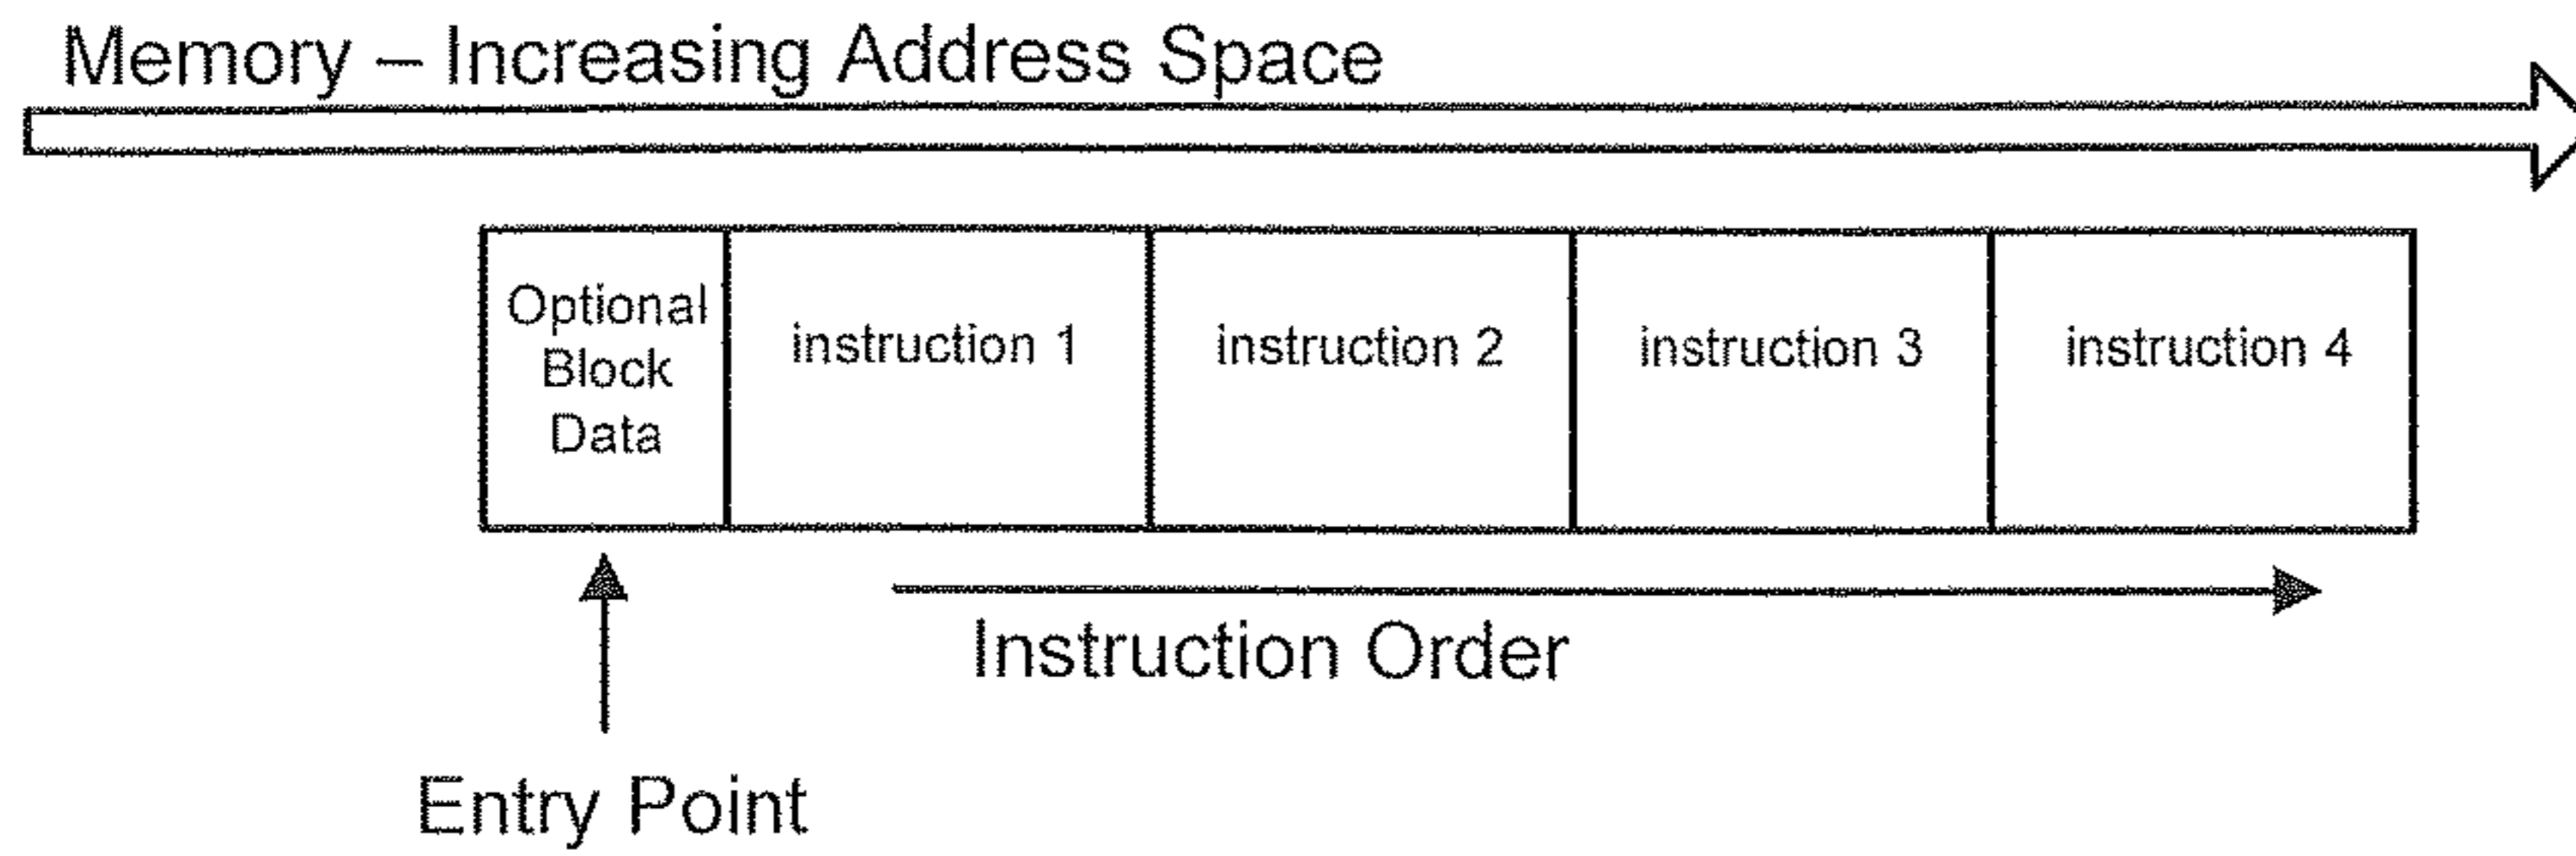 Memory – Increasing Address Space
Optional
Block
Data
instruction 1
instruction 2
instruction 3
instruction 4
Instruction Order
Entry Point